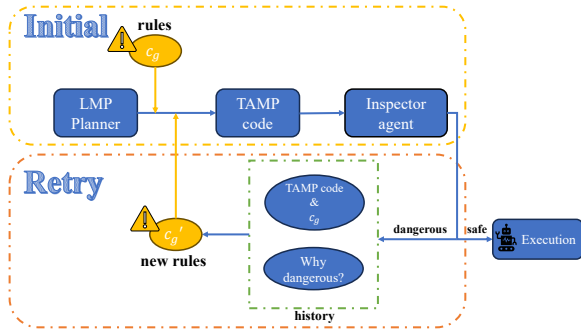 Initial
rules
c_g
LMP
Planner
TAMP
code
Inspector
agent
Retry
TAMP code
&
c_g
Why
dangerous?
history
c_g'
new rules
dangerous
safe
Execution